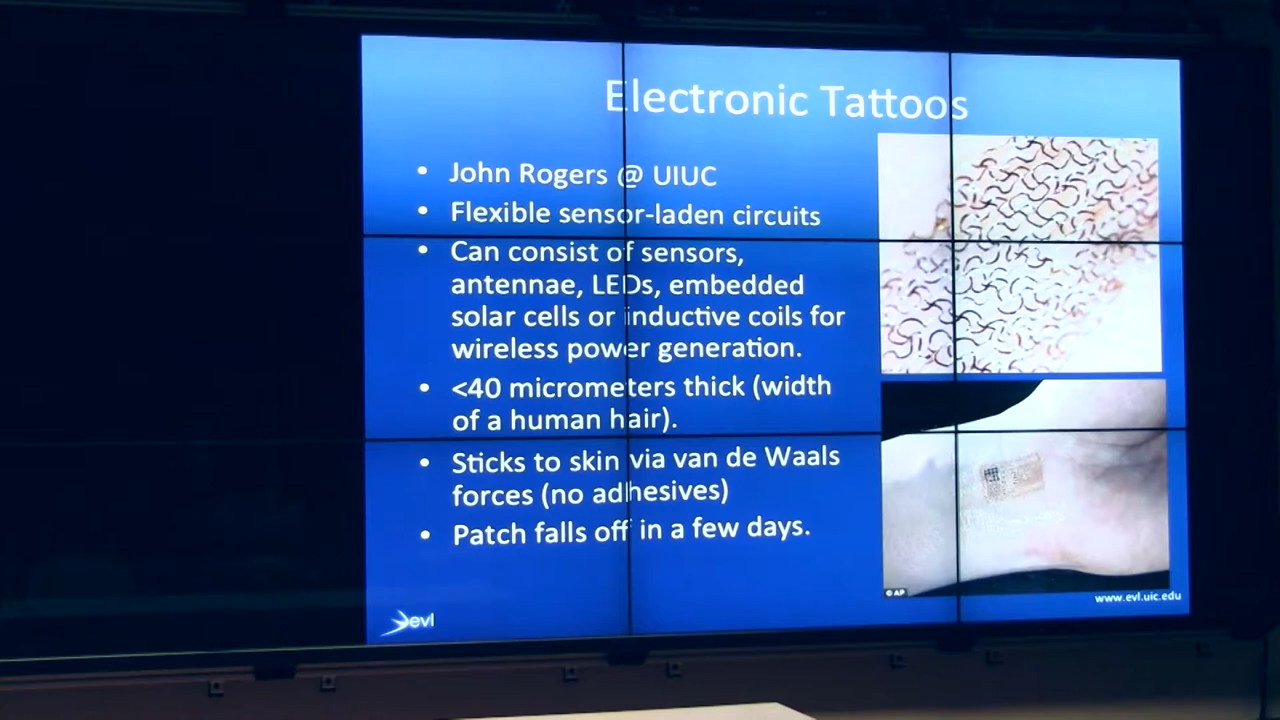 Electronic Tattoos
• John Rogers @ UIUC
• Flexible sensor-laden circuits
• Can consist of sensors,
antennae, LEDs, embedded
solar cells or inductive coils for
wireless power generation.
• <40 micrometers thick (width
of a human hair).
• Sticks to skin via van de Waals
forces (no adhesives)
• Patch falls off in a few days.
© AP
www.evl.uic.edu
evl